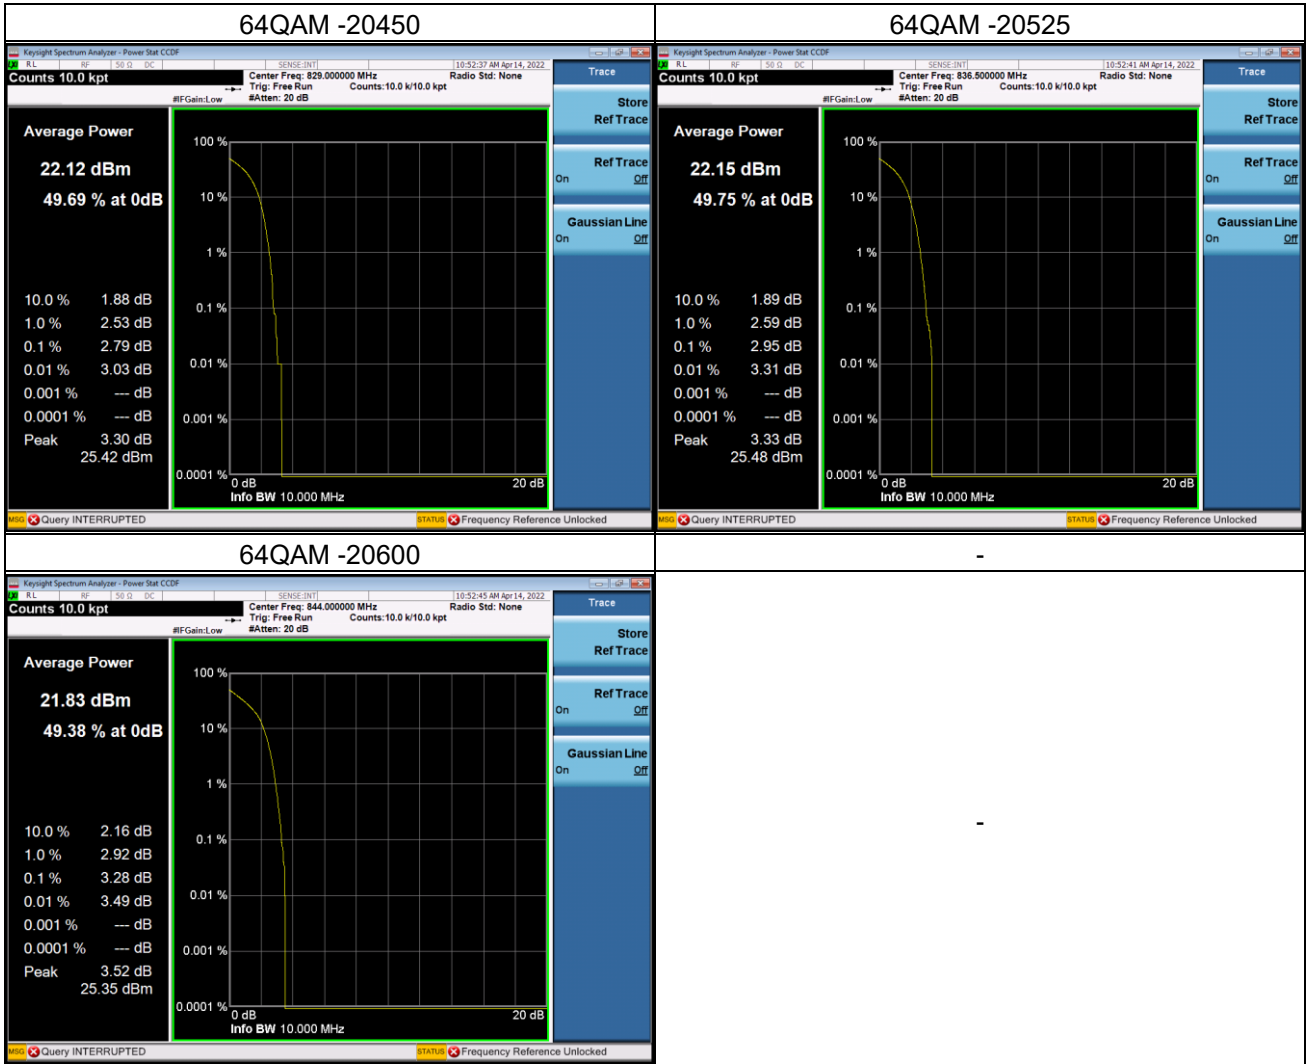 64QAM -20450
Keysight Spectrum Analyzer - Power Stat CCDF
RL RF 50 Ω DC SENSE:INT 10:52:37 AM Apr 14, 2022
Counts 10.0 kpt
Center Freq: 829.000000 MHz
Radio Std: None
Trig: Free Run
Counts:10.0 k/10.0 kpt
#IFGain:Low
#Atten: 20 dB
Average Power
22.12 dBm
49.69 % at 0dB
10.0 % 1.88 dB
1.0 % 2.53 dB
0.1 % 2.79 dB
0.01 % 3.03 dB
0.001 % --- dB
0.0001 % --- dB
Peak 3.30 dB
25.42 dBm
100 %
10 %
1 %
0.1 %
0.01 %
0.001 %
0.0001 %
0 dB 20 dB
Info BW 10.000 MHz
Trace
Store
Ref Trace
Ref Trace
On Off
Gaussian Line
On Off
MSG Query INTERRUPTED
STATUS Frequency Reference Unlocked
64QAM -20525
Keysight Spectrum Analyzer - Power Stat CCDF
RL RF 50 Ω DC SENSE:INT 10:52:41 AM Apr 14, 2022
Counts 10.0 kpt
Center Freq: 836.500000 MHz
Radio Std: None
Trig: Free Run
Counts:10.0 k/10.0 kpt
#IFGain:Low
#Atten: 20 dB
Average Power
22.15 dBm
49.75 % at 0dB
10.0 % 1.89 dB
1.0 % 2.59 dB
0.1 % 2.95 dB
0.01 % 3.31 dB
0.001 % --- dB
0.0001 % --- dB
Peak 3.33 dB
25.48 dBm
100 %
10 %
1 %
0.1 %
0.01 %
0.001 %
0.0001 %
0 dB 20 dB
Info BW 10.000 MHz
Trace
Store
Ref Trace
Ref Trace
On Off
Gaussian Line
On Off
MSG Query INTERRUPTED
STATUS Frequency Reference Unlocked
64QAM -20600
Keysight Spectrum Analyzer - Power Stat CCDF
RL RF 50 Ω DC SENSE:INT 10:52:45 AM Apr 14, 2022
Counts 10.0 kpt
Center Freq: 844.000000 MHz
Radio Std: None
Trig: Free Run
Counts:10.0 k/10.0 kpt
#IFGain:Low
#Atten: 20 dB
Average Power
21.83 dBm
49.38 % at 0dB
10.0 % 2.16 dB
1.0 % 2.92 dB
0.1 % 3.28 dB
0.01 % 3.49 dB
0.001 % --- dB
0.0001 % --- dB
Peak 3.52 dB
25.35 dBm
100 %
10 %
1 %
0.1 %
0.01 %
0.001 %
0.0001 %
0 dB 20 dB
Info BW 10.000 MHz
Trace
Store
Ref Trace
Ref Trace
On Off
Gaussian Line
On Off
MSG Query INTERRUPTED
STATUS Frequency Reference Unlocked
-
-